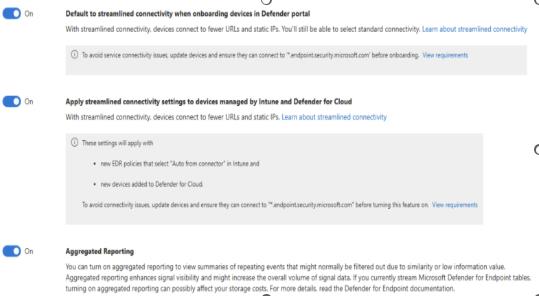 On
Default to streamlined connectivity when onboarding devices in Defender portal
With streamlined connectivity, devices connect to fewer URLs and static IPs. You'll still be able to select standard connectivity. Learn about streamlined connectivity
To avoid service connectivity issues, update devices and ensure they can connect to '*.endpoint.security.microsoft.com' before onboarding. View requirements
On
Apply streamlined connectivity settings to devices managed by Intune and Defender for Cloud
With streamlined connectivity, devices connect to fewer URLs and static IPs. Learn about streamlined connectivity
These settings will apply with
• new EDR policies that select "Auto from connector" in Intune and
• new devices added to Defender for Cloud.
To avoid connectivity issues, update devices and ensure they can connect to "*.endpoint.security.microsoft.com" before turning this feature on. View requirements
On
Aggregated Reporting
You can turn on aggregated reporting to view summaries of repeating events that might normally be filtered out due to similarity or low information value.
Aggregated reporting enhances signal visibility and might increase the overall volume of signal data. If you currently stream Microsoft Defender for Endpoint tables,
turning on aggregated reporting can possibly affect your storage costs. For more details, read the Defender for Endpoint documentation.